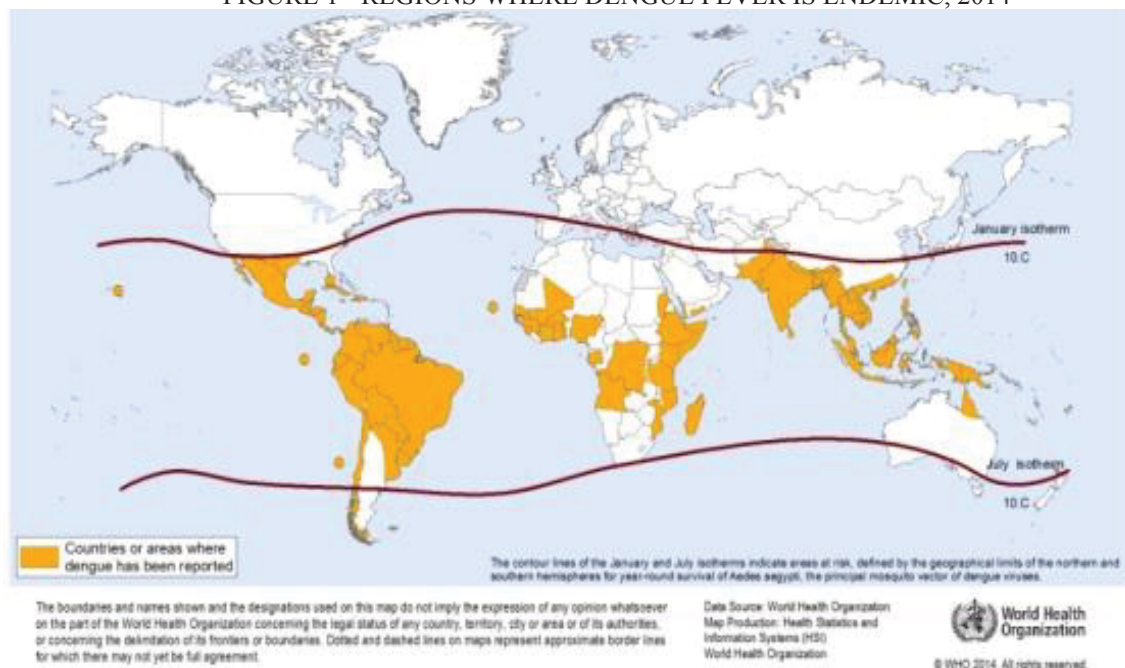 FIGURE 1 - REGIONS WHERE DENGUE FEVER IS ENDEMIC, 2014
January isotherm
10.C
July isotherm
10.C
Countries or areas where
dengue has been reported
The contour lines of the January and July isotherms indicate areas at risk, defined by the geographical limits of the northern and
southern hemispheres for year-round survival of Aedes aegypti, the principal mosquito vector of dengue viruses.
The boundaries and names shown and the designations used on this map do not imply the expression of any opinion whatsoever
on the part of the World Health Organization concerning the legal status of any country, territory, city or area or of its authorities,
or concerning the delimitation of its frontiers or boundaries. Dotted and dashed lines on maps represent approximate border lines
for which there may not yet be full agreement.
Data Source: World Health Organization
Map Production: Health Statistics and
Information Systems (HSI)
World Health Organization
World Health
Organization
© WHO 2014. All rights reserved.